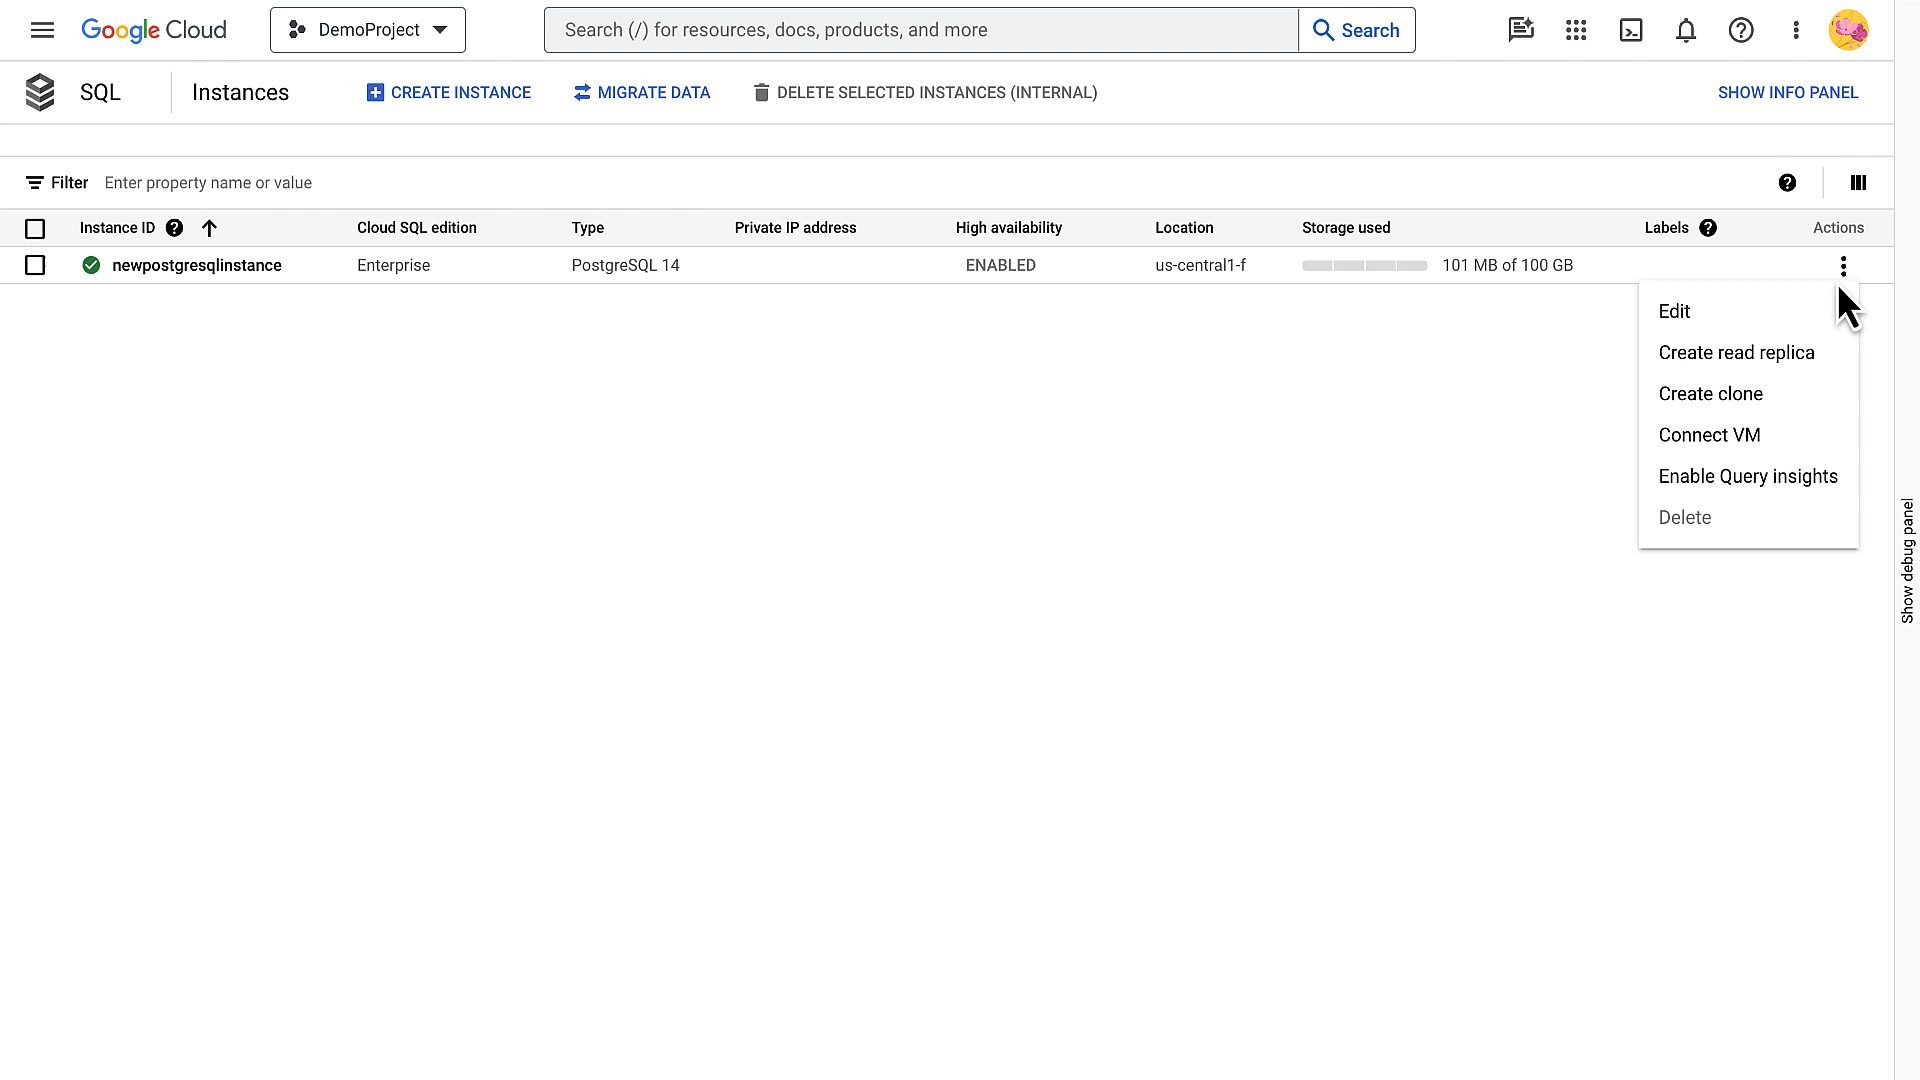 Google Cloud
DemoProject
Search (/) for resources, docs, products, and more
Search
SQL
Instances
CREATE INSTANCE
MIGRATE DATA
DELETE SELECTED INSTANCES (INTERNAL)
SHOW INFO PANEL
Filter
Enter property name or value
Instance ID
Cloud SQL edition
Type
Private IP address
High availability
Location
Storage used
Labels
Actions
newpostgresqlinstance
Enterprise
PostgreSQL 14
ENABLED
us-central1-f
101 MB of 100 GB
Edit
Create read replica
Create clone
Connect VM
Enable Query insights
Delete
Show debug panel